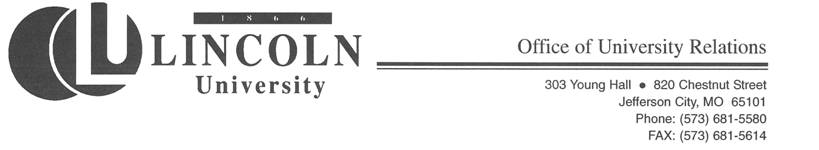 1866
LU LINCOLN
University
Office of University Relations
303 Young Hall ● 820 Chestnut Street
Jefferson City, MO 65101
Phone: (573) 681-5580
FAX: (573) 681-5614